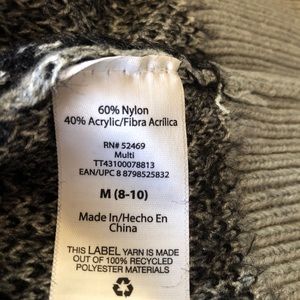 60% Nylon
40% Acrylic/Fibra Acrílica
RN# 52469
Multi
TT43100078813
EAN/UPC 8 8798525832
M (8-10)
Made In/Hecho En
China
THIS LABEL YARN IS MADE
OUT OF 100% RECYCLED
POLYESTER MATERIALS